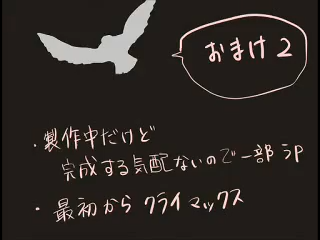 おまけ2
・製作中だけど
完成する気配ないので一部うp
・最初からクライマックス